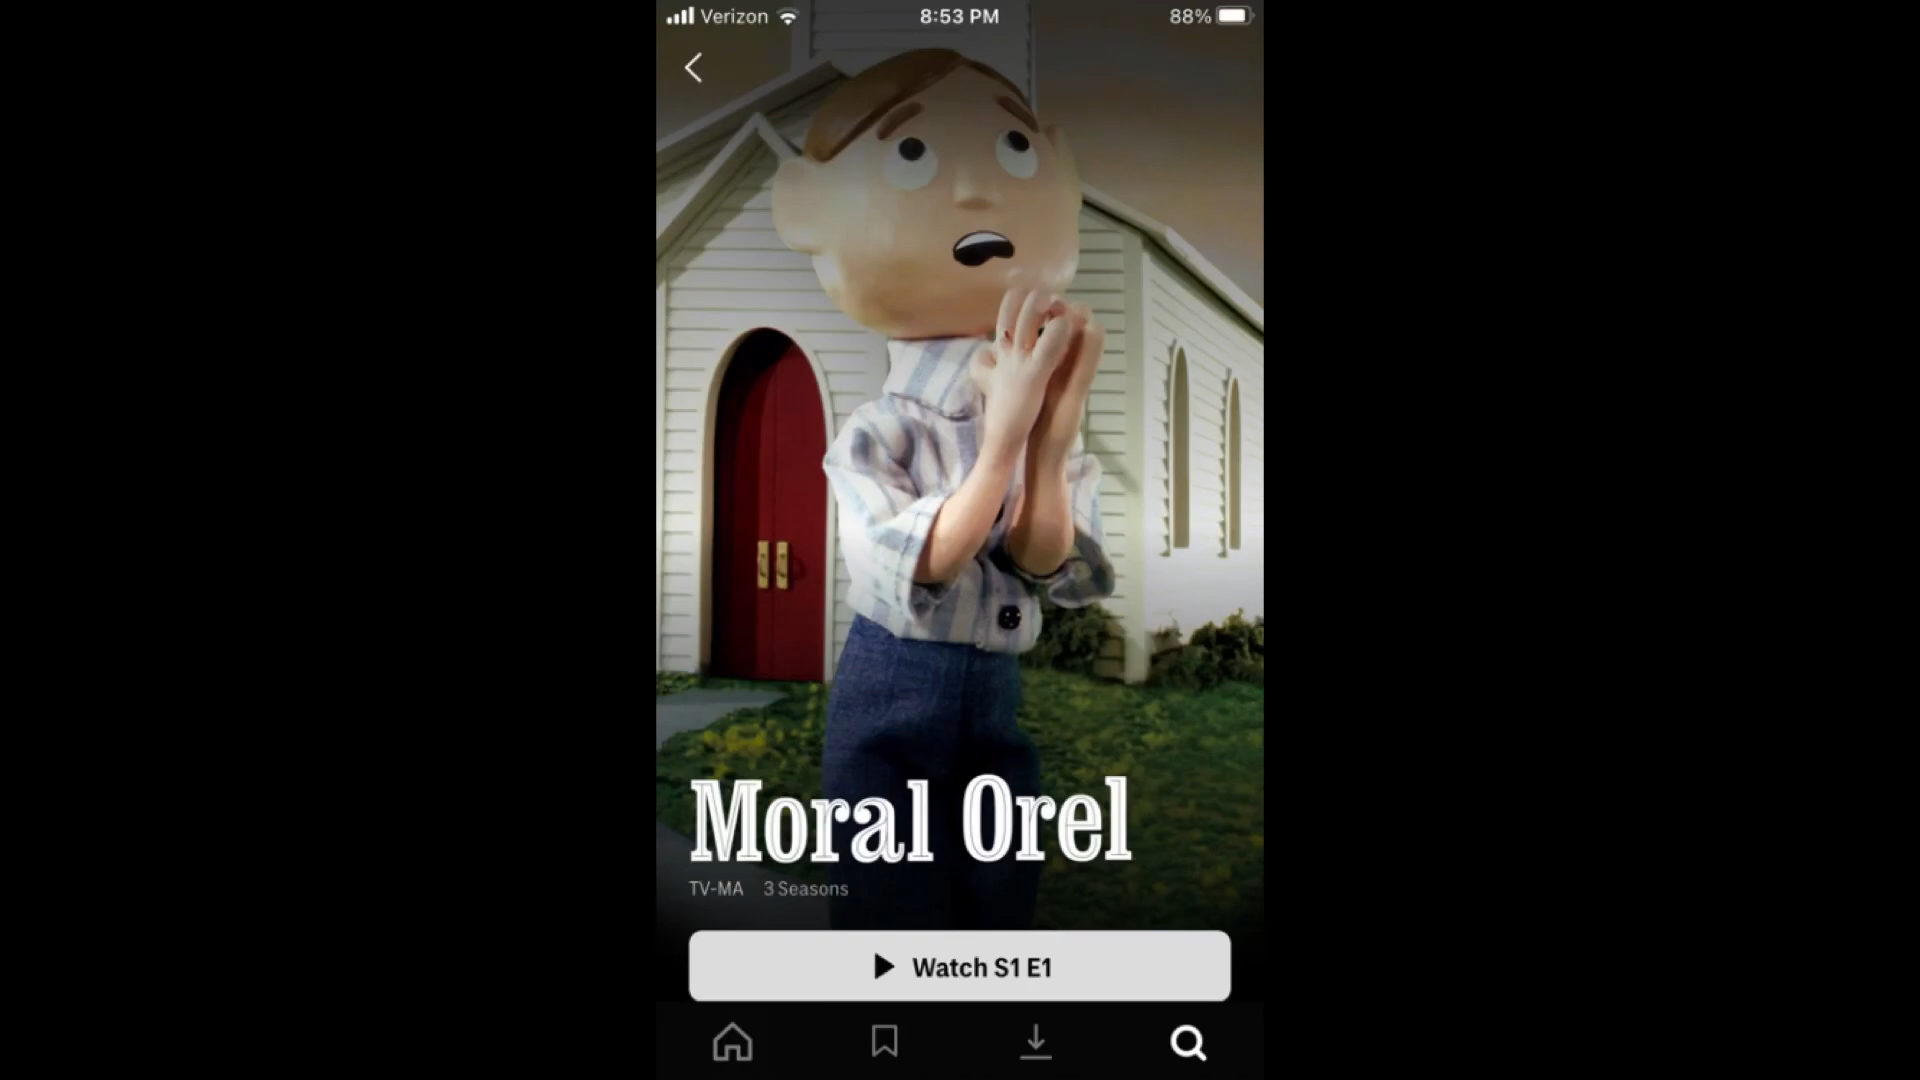 Verizon 8:53 PM 88%
Moral Orel
TV-MA 3 Seasons
Watch S1 E1